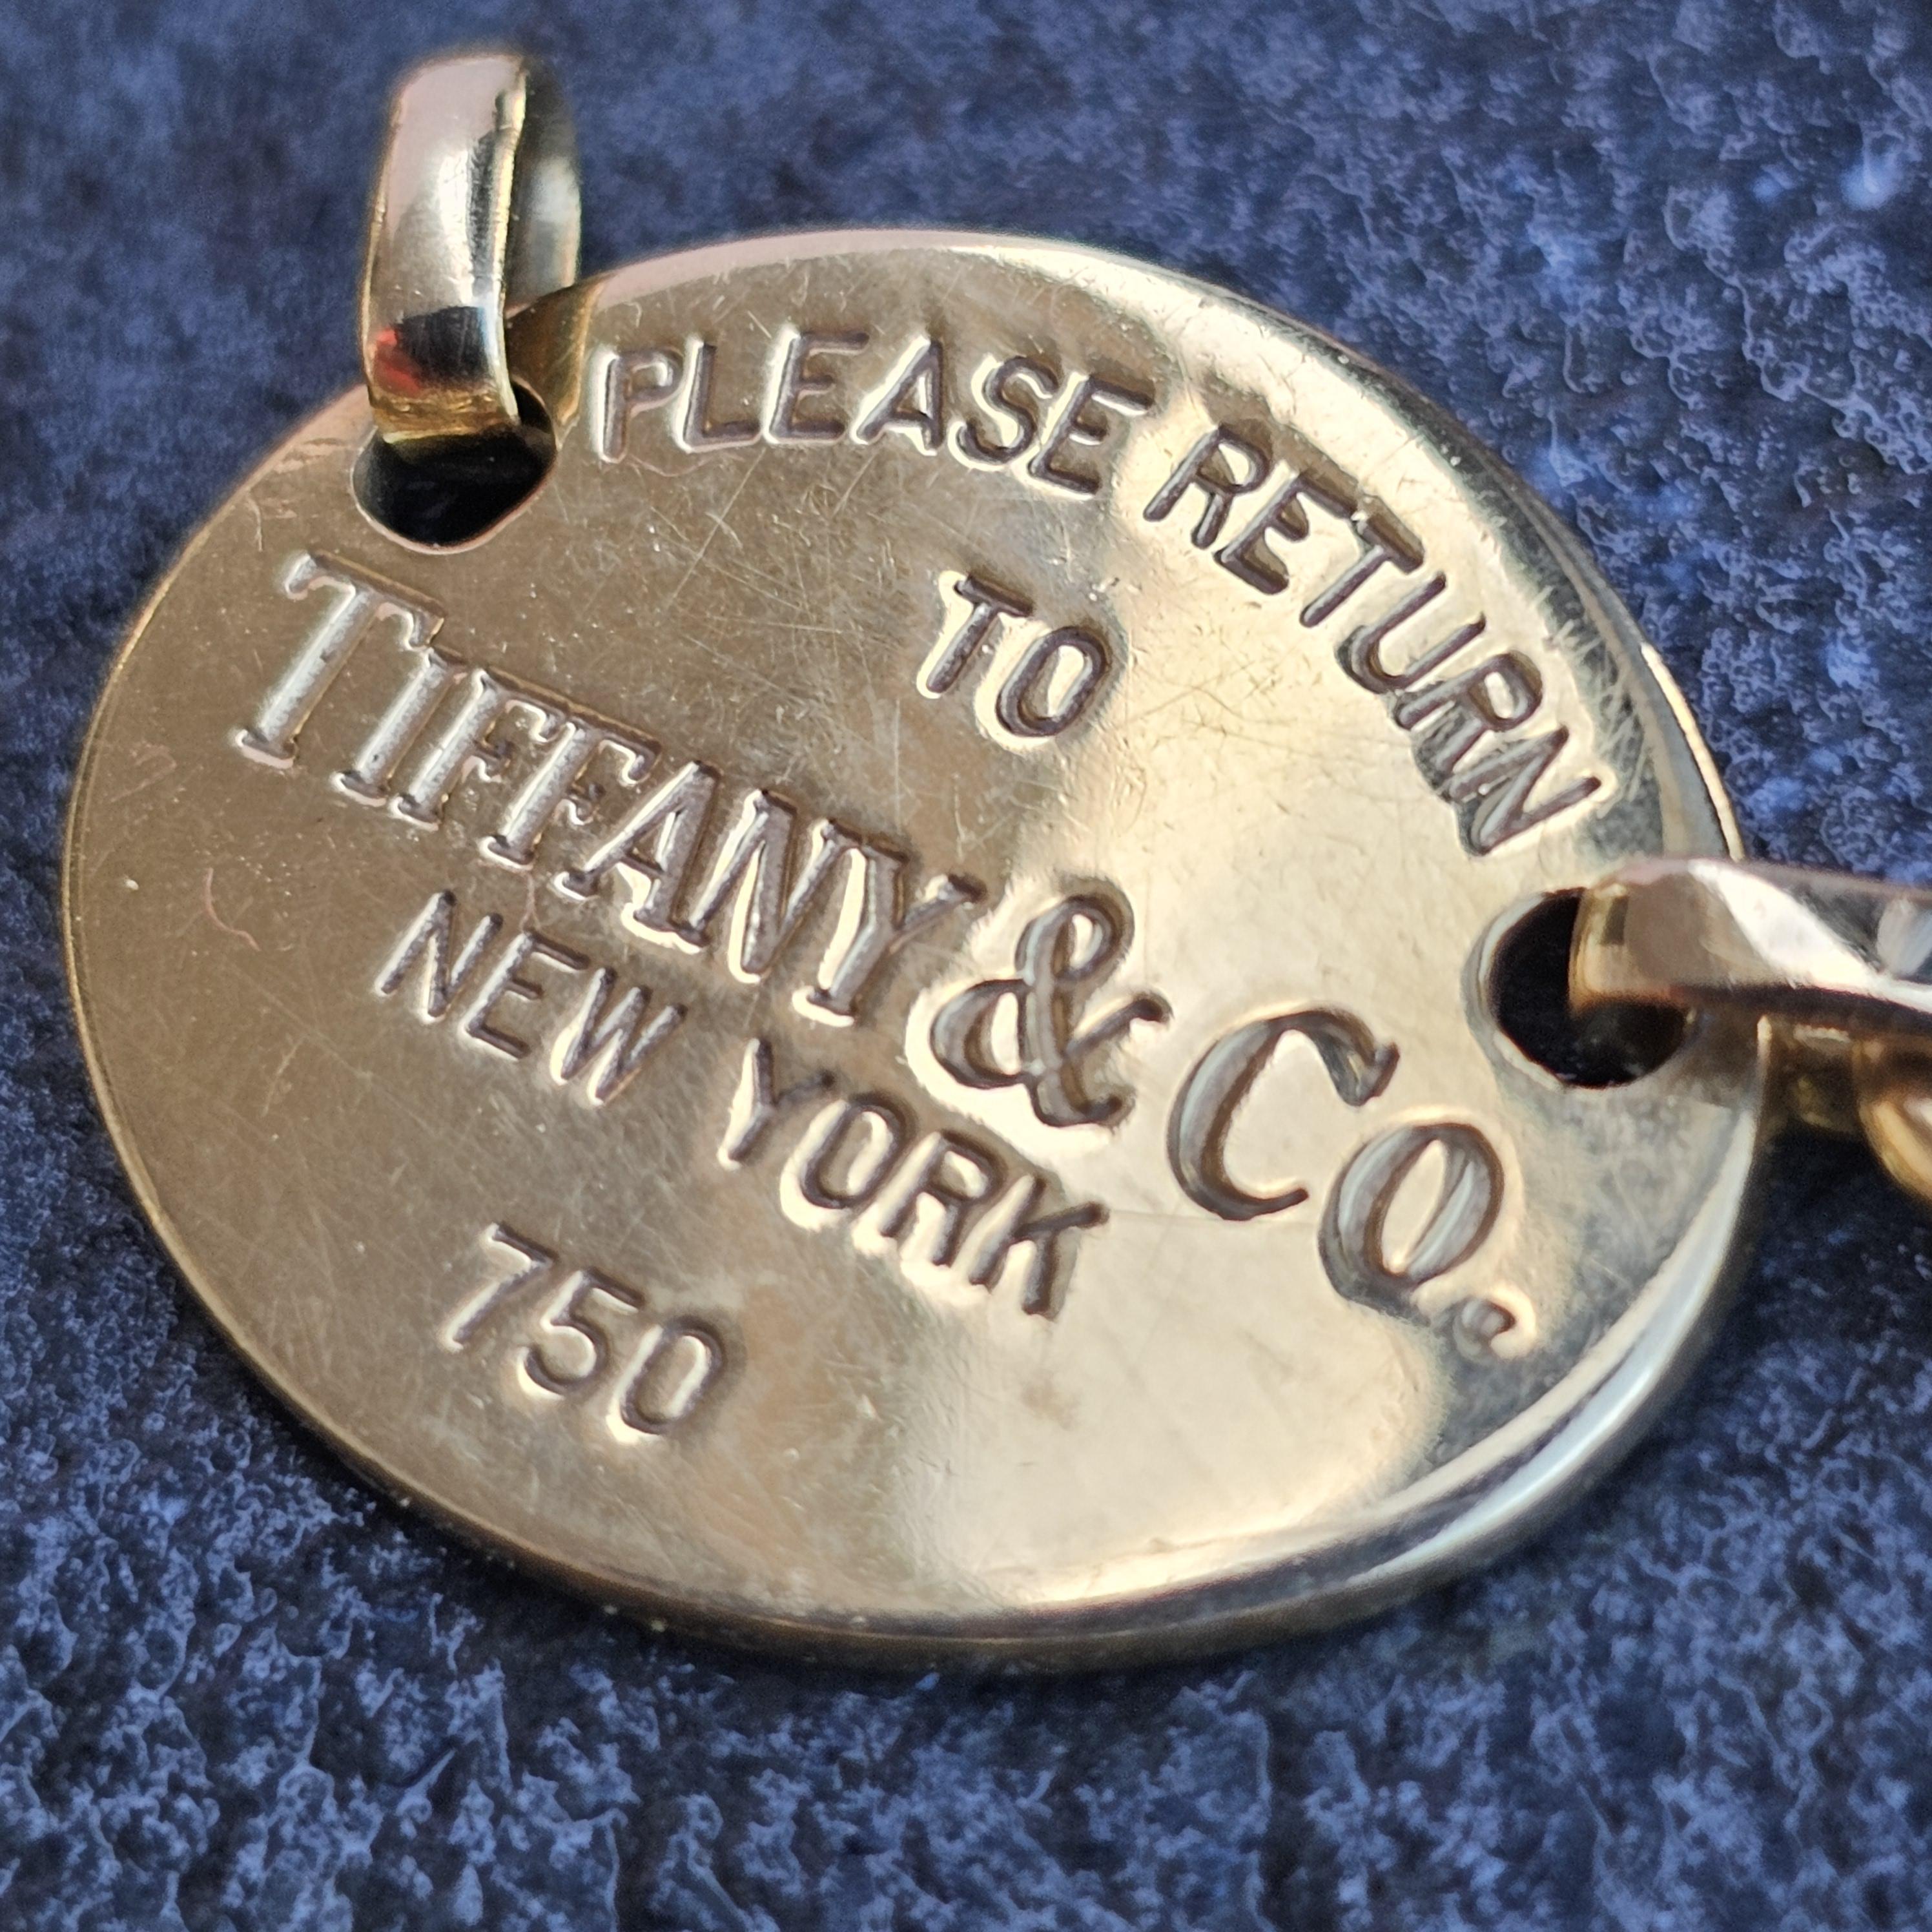 PLEASE RETURN
TO
TIFFANY & CO.
NEW YORK
750